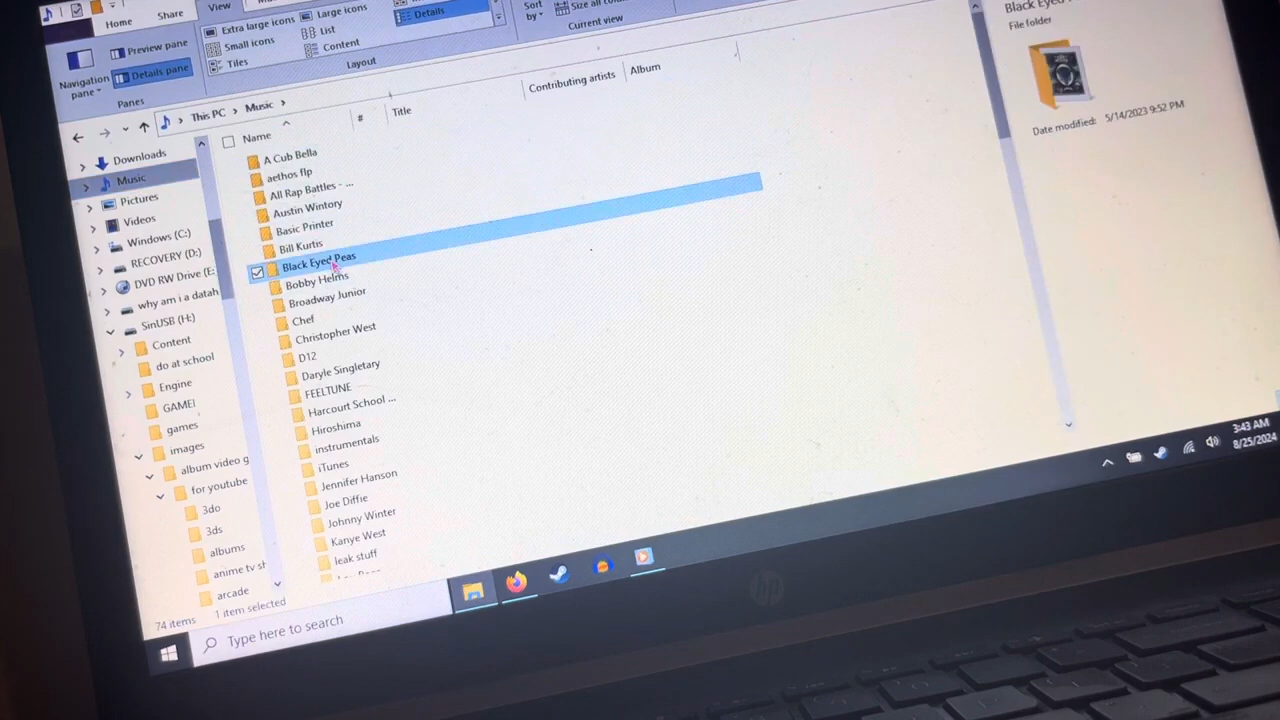 Home
Share
View
Extra large icons
Large icons
Small icons
List
Details
Tiles
Content
Layout
Sort by
Size all col
Current view
Navigation pane
Preview pane
Details pane
Panes
This PC > Music >
Name
#
Title
Contributing artists
Album
Downloads
Music
Pictures
Videos
Windows (C:)
RECOVERY (D:)
DVD RW Drive (E:
why am i a datah
SinUSB (H:)
Content
do at school
Engine
GAME!
games
images
album video g
for youtube
3do
3ds
albums
anime tv sh
arcade
A Cub Bella
aethos flp
All Rap Battles - ...
Austin Wintory
Basic Printer
Bill Kurtis
Black Eyed Peas
Bobby Helms
Broadway Junior
Chef
Christopher West
D12
Daryle Singletary
FEELTUNE
Harcourt School ...
Hiroshima
instrumentals
iTunes
Jennifer Hanson
Joe Diffie
Johnny Winter
Kanye West
leak stuff
Black Eyed
File folder
Date modified: 5/14/2023 9:52 PM
74 items
1 item selected
Type here to search
3:43 AM
8/25/2024
hp